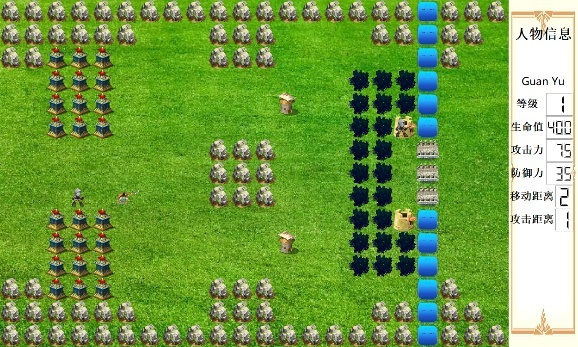 人物信息
Guan Yu
等级 1
生命值 400
攻击力 75
防御力 35
移动距离 2
攻击距离 1